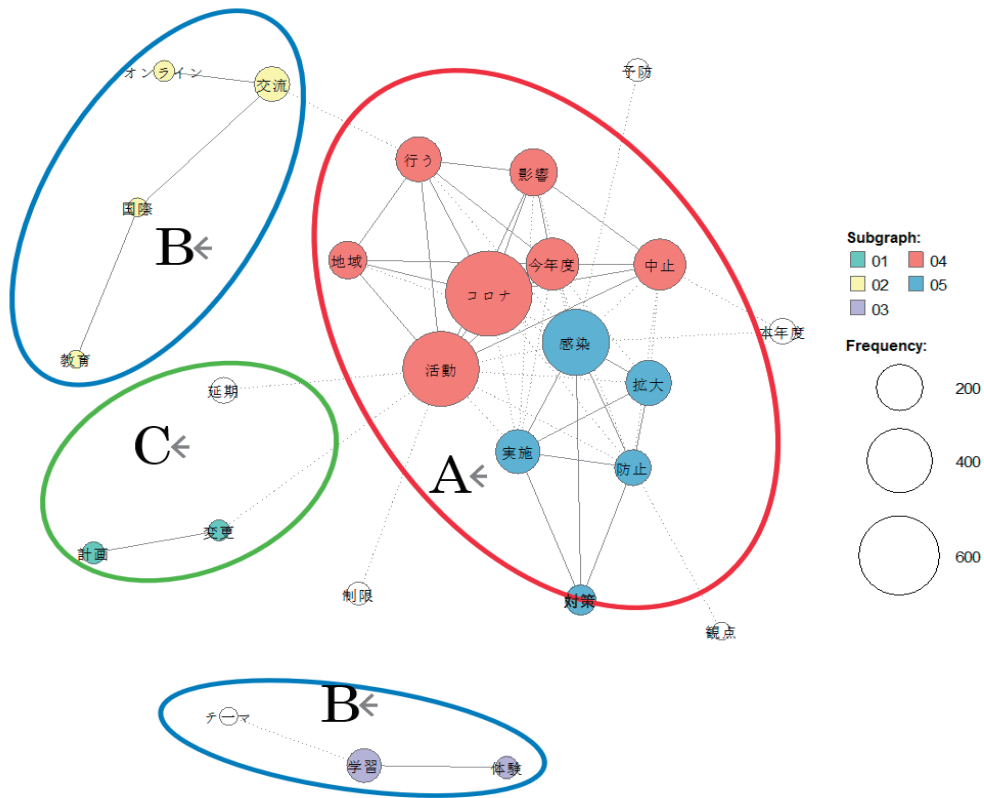 オンライン
交流
予防
行う
影響
国際
B
地域
今年度
中止
コロナ
感染
本年度
教育
延期
活動
拡大
C
A
実施
防止
計画
変更
制限
対策
観点
テーマ
B
学習
体験
Subgraph:
01
04
02
05
03
Frequency:
200
400
600